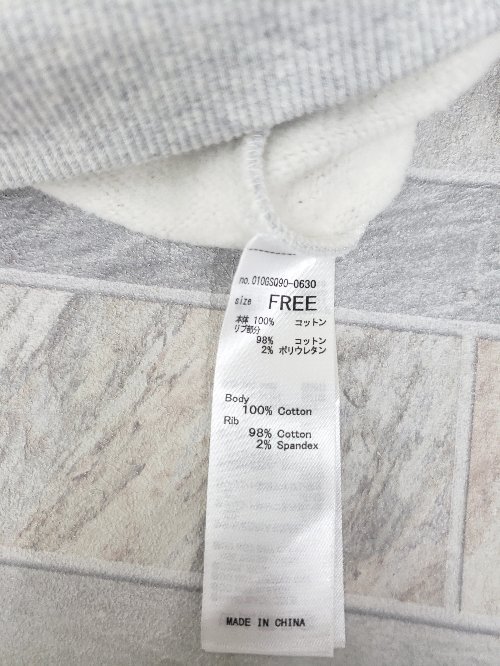 no. 010GSQ90-0630
size FREE
本体 100% コットン
リブ部分
98% コットン
2% ポリウレタン
Body
100% Cotton
Rib
98% Cotton
2% Spandex
MADE IN CHINA